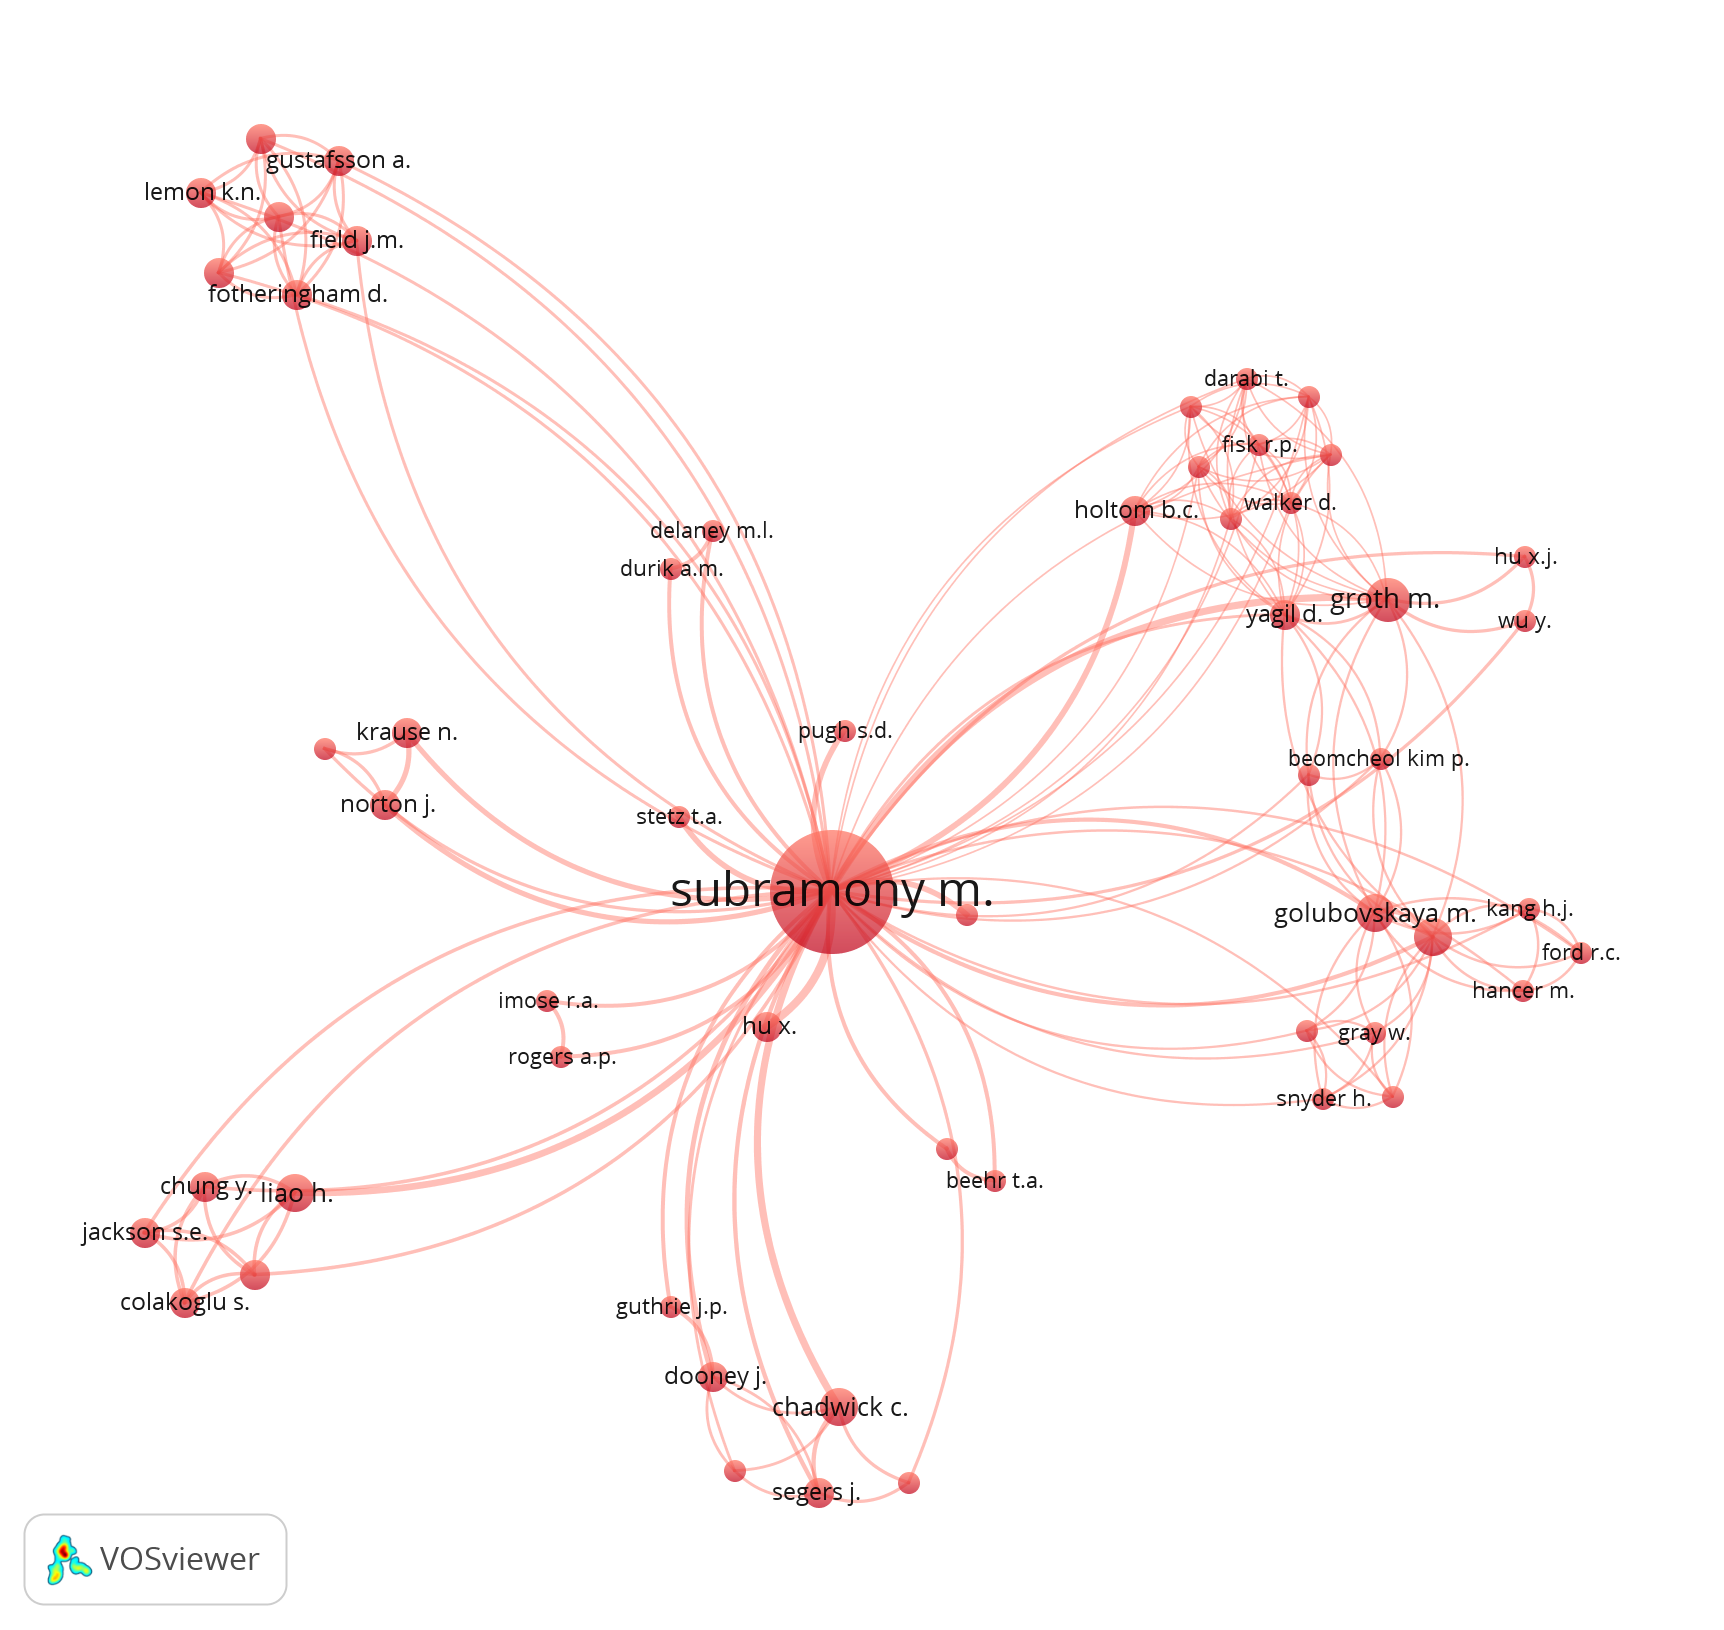 gustafsson a.
lemon k.n.
field j.m.
fotheringham d.
darabi t.
fisk r.p.
walker d.
holtom b.c.
delaney m.l.
durik a.m.
hu x.j.
groth m.
yagil d.
wu y.
krause n.
pugh s.d.
beomcheol kim p.
norton j.
stetz t.a.
subramony m.
golubovskaya m.
kang h.j.
ford r.c.
hancer m.
imose r.a.
hu x.
gray w.
rogers a.p.
snyder h.
beehr t.a.
chung y.
liao h.
jackson s.e.
colakoglu s.
guthrie j.p.
dooney j.
chadwick c.
segers j.
VOSviewer